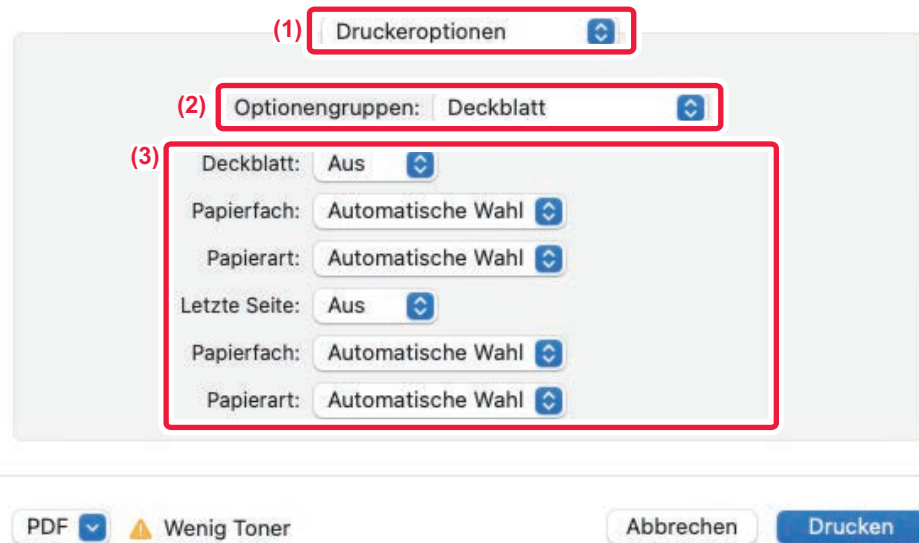 (1) Druckeroptionen
(2) Optionengruppen: Deckblatt
(3)
Deckblatt: Aus
Papierfach: Automatische Wahl
Papierart: Automatische Wahl
Letzte Seite: Aus
Papierfach: Automatische Wahl
Papierart: Automatische Wahl
PDF Wenig Toner Abbrechen Drucken